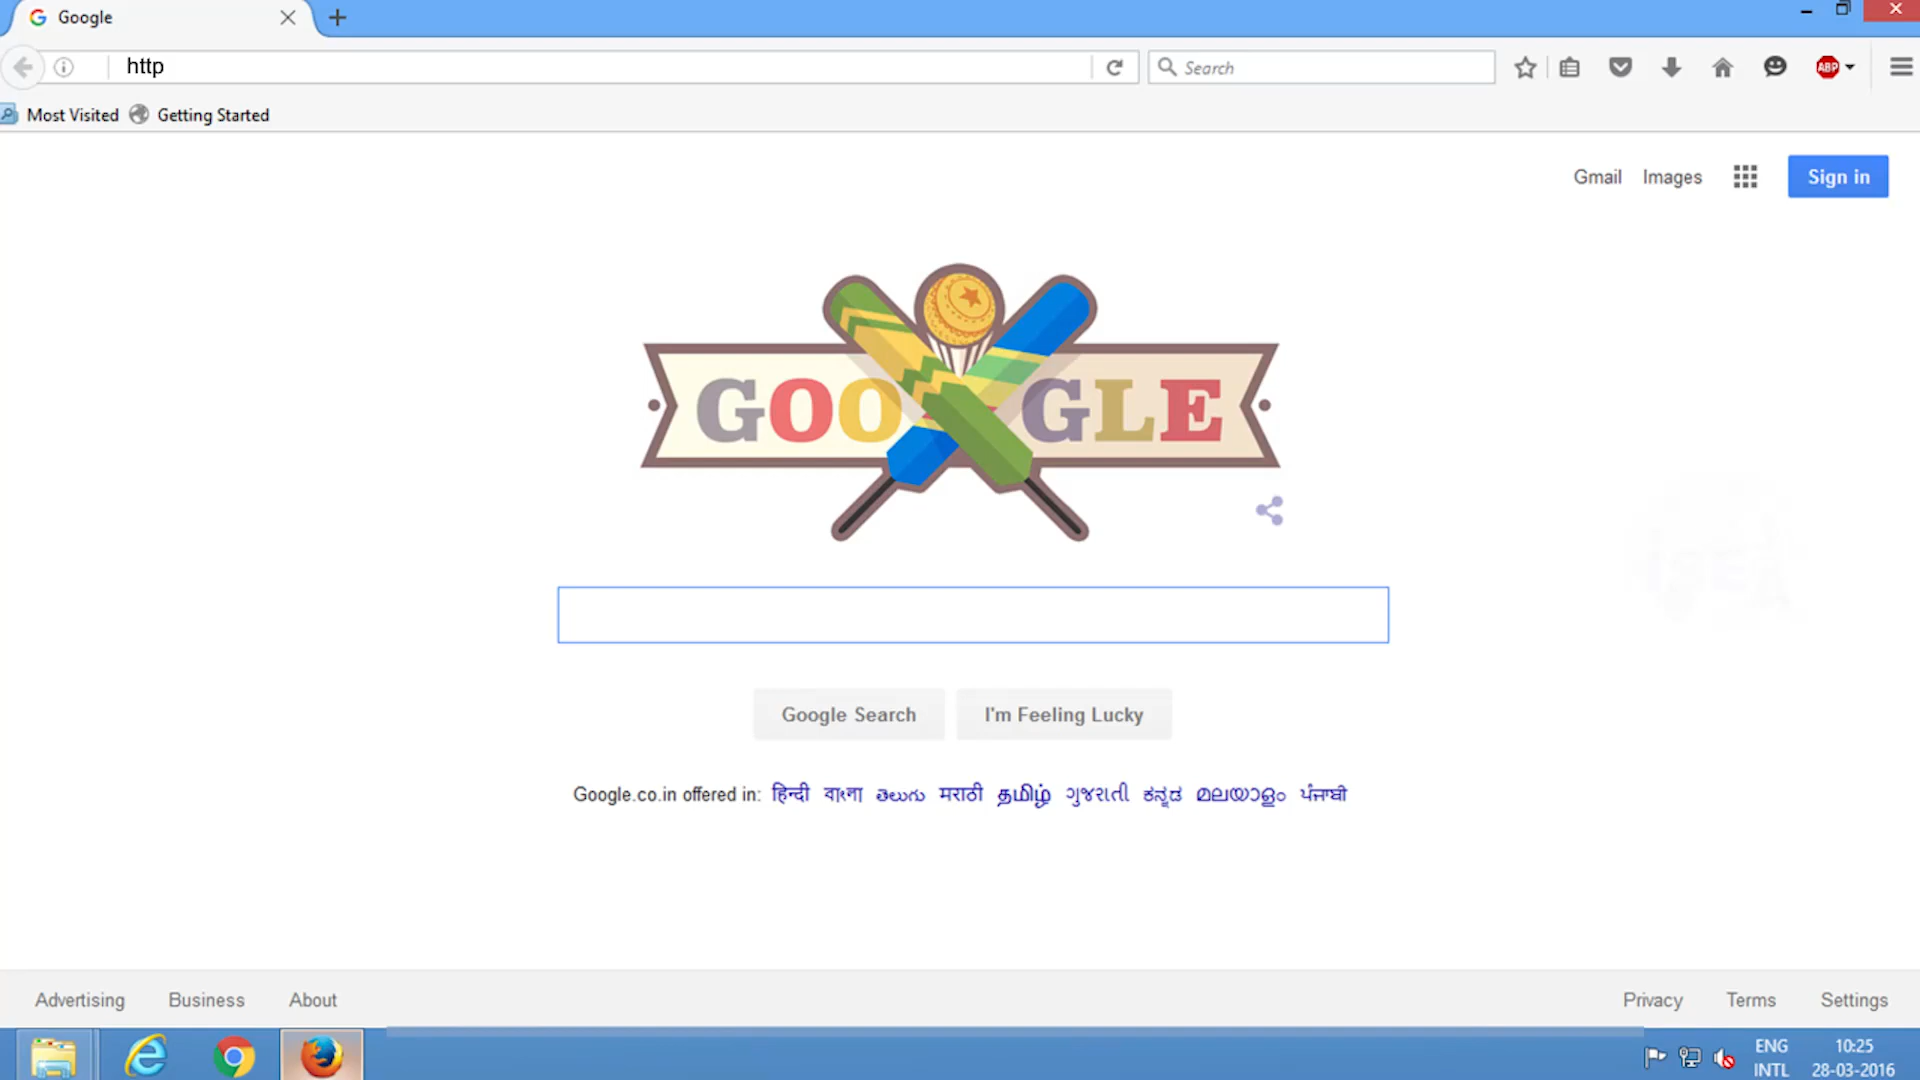 Google
http
Search
ABP
Most Visited Getting Started
Gmail Images Sign in
GOOGLE
Google Search I'm Feeling Lucky
Google.co.in offered in: हिन्दी বাংলা తెలుగు मराठी தமிழ் ગુજરાતી ಕನ್ನಡ മലയാളം ਪੰਜਾਬੀ
Advertising Business About Privacy Terms Settings
ENG 10:25
INTL 28-03-2016